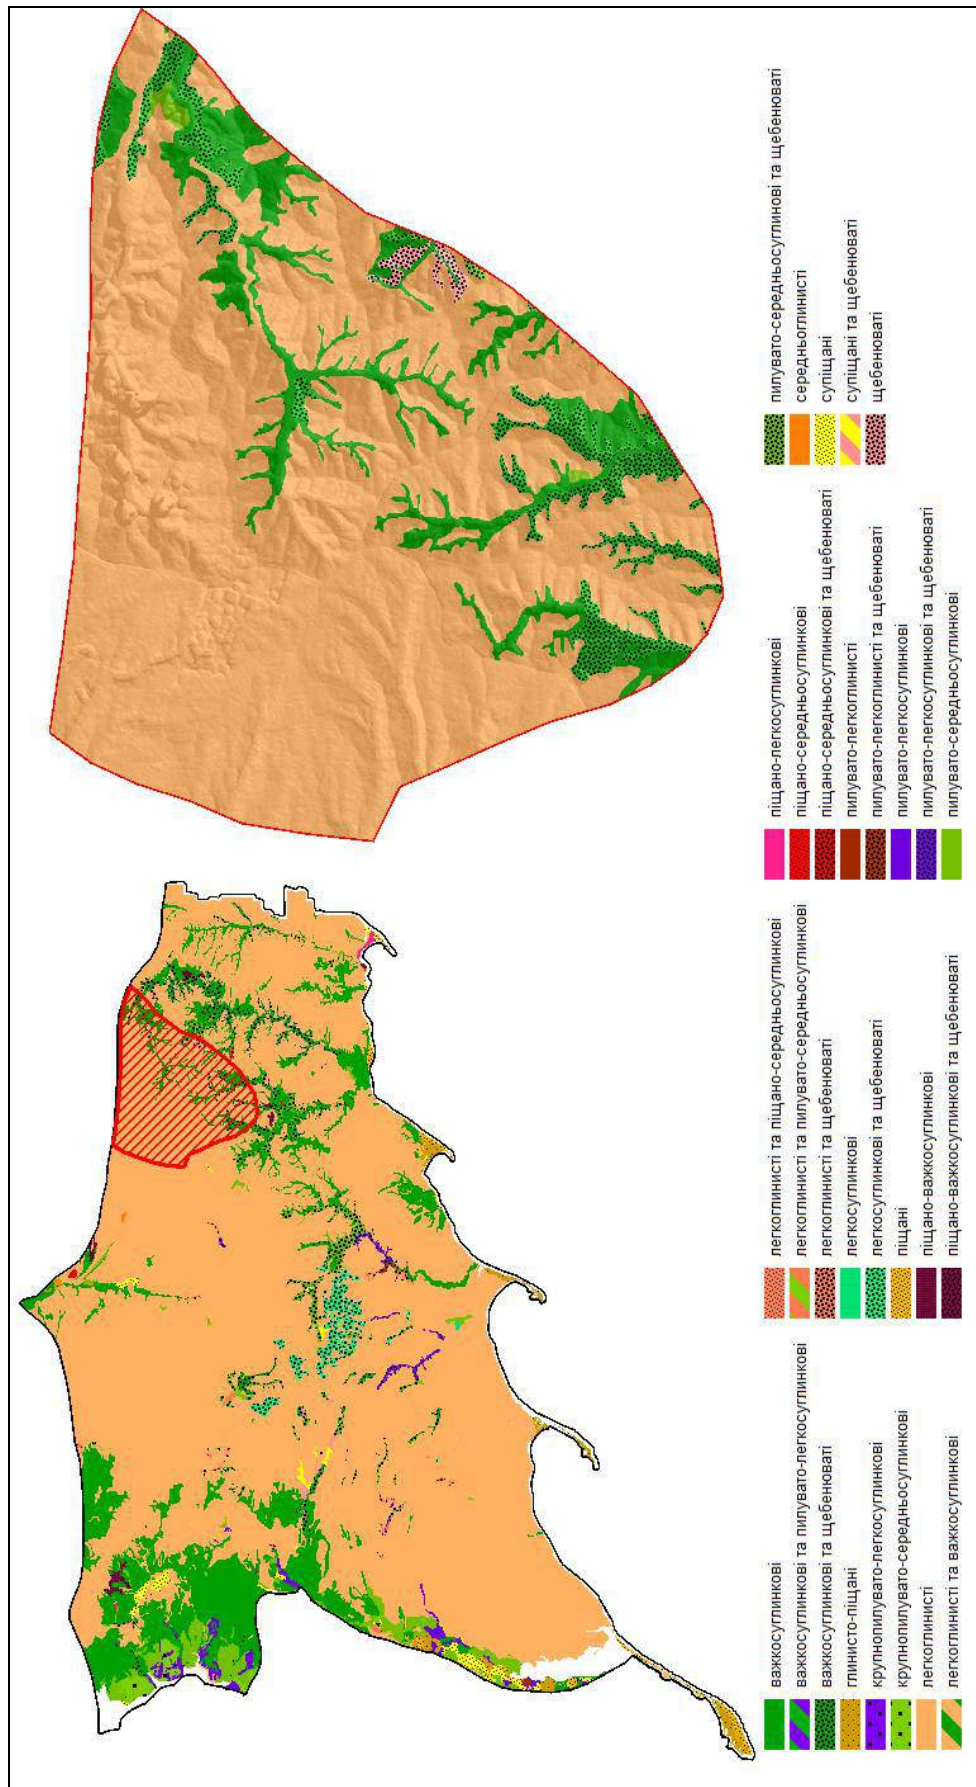 важкосуглинкові
важкосуглинкові та пилувато-легкосуглинкові
важкосуглинкові та щебенюваті
глинисто-піщані
крупнопилувато-легкосуглинкові
крупнопилувато-середньосуглинкові
легкоглинисті
легкоглинисті та важкосуглинкові
легкоглинисті та піщано-середньосуглинкові
легкоглинисті та пилувато-середньосуглинкові
легкоглинисті та щебенюваті
легкосуглинкові
легкосуглинкові та щебенюваті
піщані
піщано-важкосуглинкові
піщано-важкосуглинкові та щебенюваті
піщано-легкосуглинкові
піщано-середньосуглинкові
піщано-середньосуглинкові та щебенюваті
пилувато-легкоглинисті
пилувато-легкоглинисті та щебенюваті
пилувато-легкосуглинкові
пилувато-легкосуглинкові та щебенюваті
пилувато-середньосуглинкові
пилувато-середньосуглинові та щебенюваті
середньоглинисті
супіщані
супіщані та щебенюваті
щебенюваті